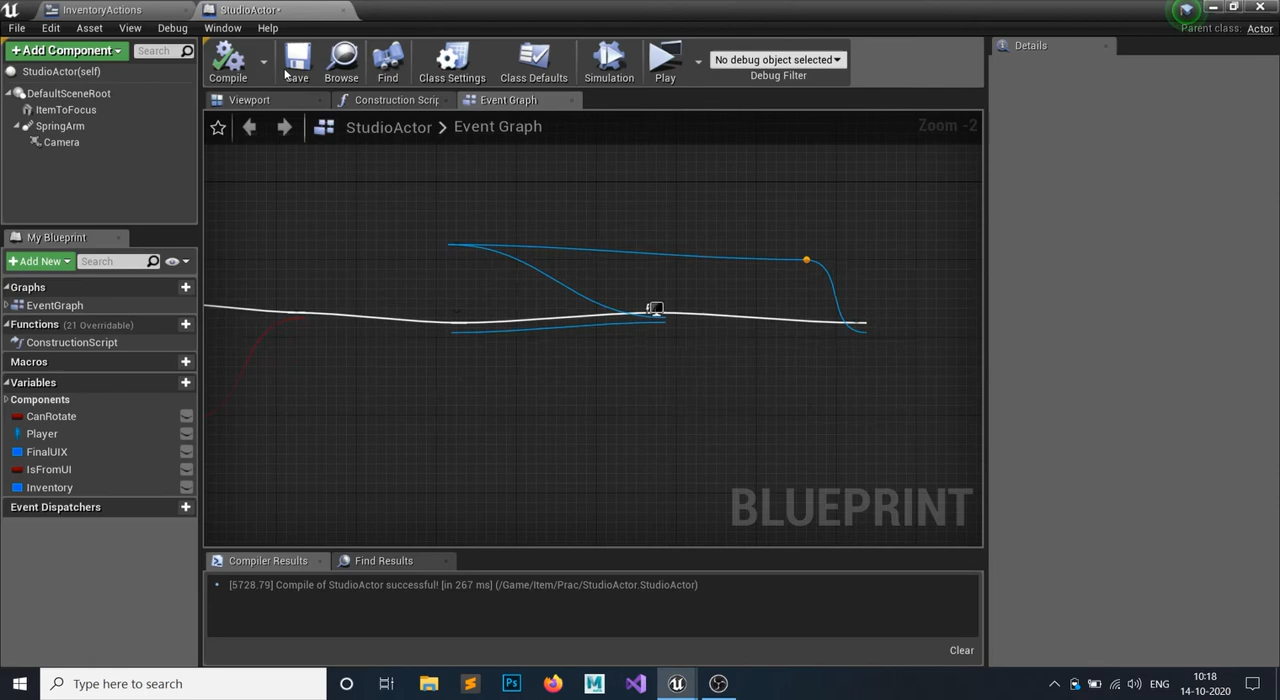 InventoryActions
StudioActor*
File Edit Asset View Debug Window Help
Parent class: Actor
+Add Component
Search
Compile
Save
Browse
Find
Class Settings
Class Defaults
Simulation
Play
No debug object selected
Debug Filter
Details
StudioActor(self)
DefaultSceneRoot
ItemToFocus
SpringArm
Camera
Viewport
Construction Scrip
Event Graph
StudioActor > Event Graph
Zoom -2
My Blueprint
+Add New
Search
Graphs
EventGraph
Functions (21 Overridable)
ConstructionScript
Macros
Variables
Components
CanRotate
Player
FinalUIX
IsFromUI
Inventory
Event Dispatchers
BLUEPRINT
Compiler Results
Find Results
[5728.79] Compile of StudioActor successful! [in 267 ms] (/Game/Item/Prac/StudioActor.StudioActor)
Clear
Type here to search
ENG
10:18
14-10-2020